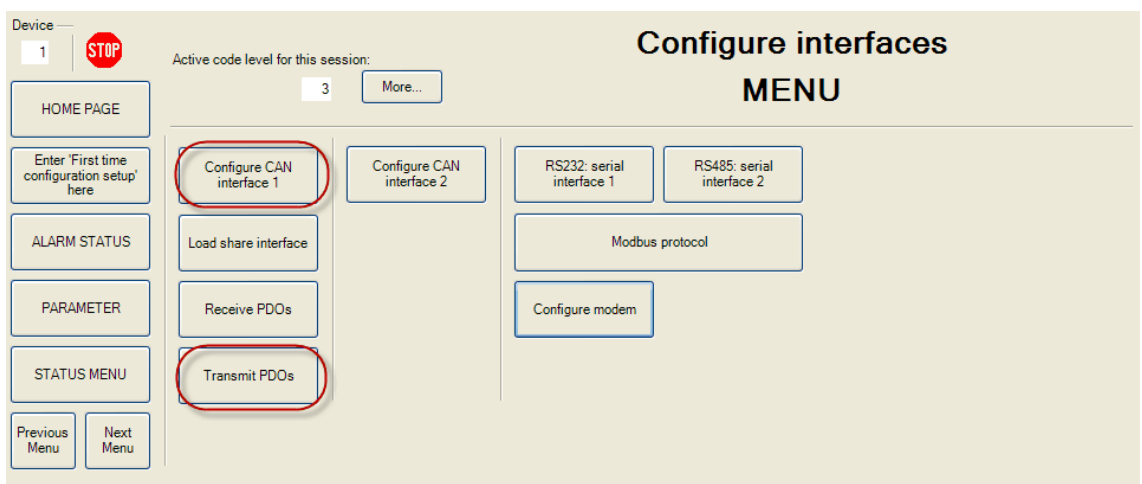 Device
1
STOP
Active code level for this session:
3
More...
Configure interfaces
MENU
HOME PAGE
Enter 'First time
configuration setup'
here
ALARM STATUS
PARAMETER
STATUS MENU
Previous
Menu
Next
Menu
Configure CAN
interface 1
Load share interface
Receive PDOs
Transmit PDOs
Configure CAN
interface 2
RS232: serial
interface 1
RS485: serial
interface 2
Modbus protocol
Configure modem